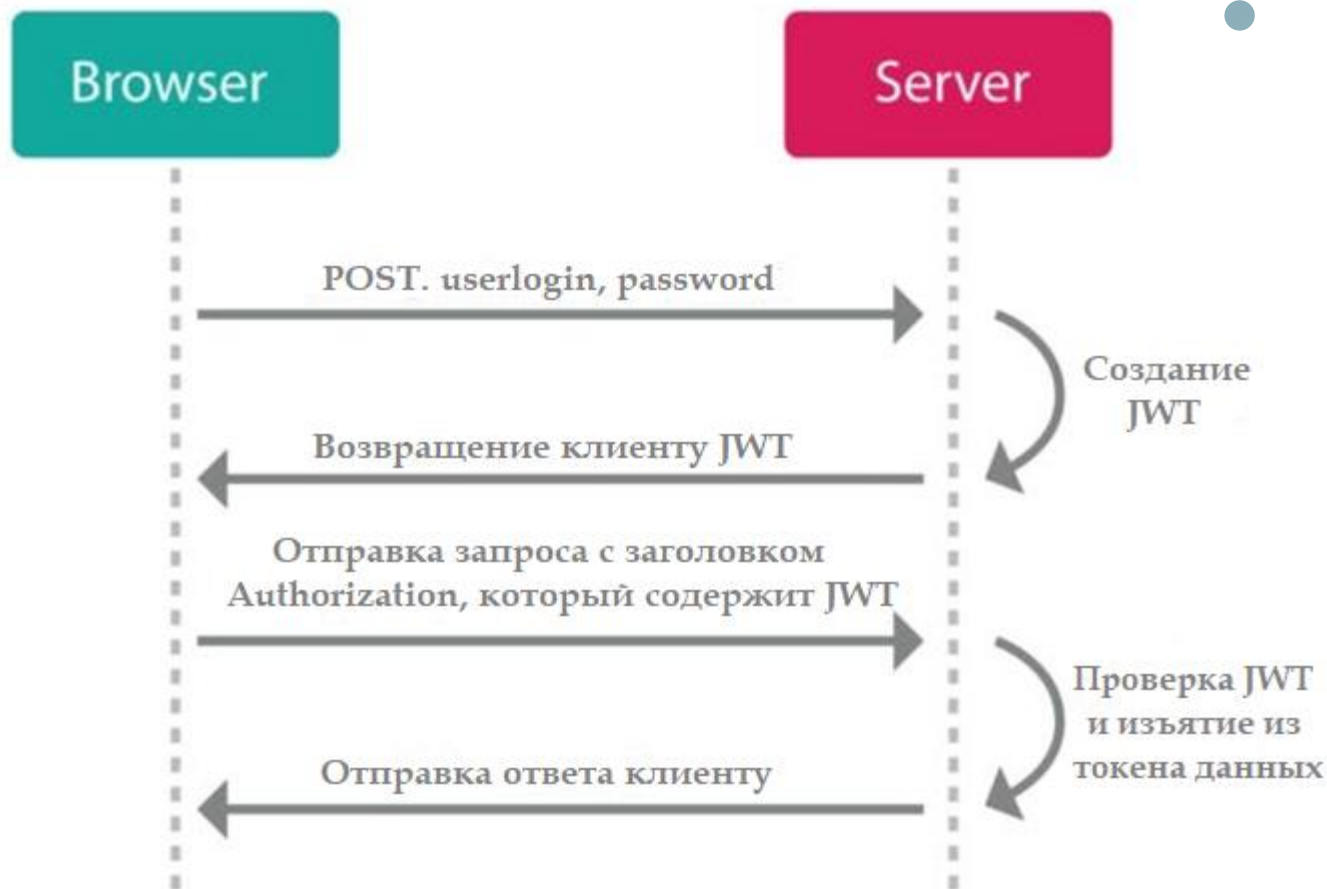 Browser
Server
POST. userlogin, password
Создание
JWT
Возвращение клиенту JWT
Отправка запроса с заголовком
Authorization, который содержит JWT
Проверка JWT
и изъятие из
токена данных
Отправка ответа клиенту